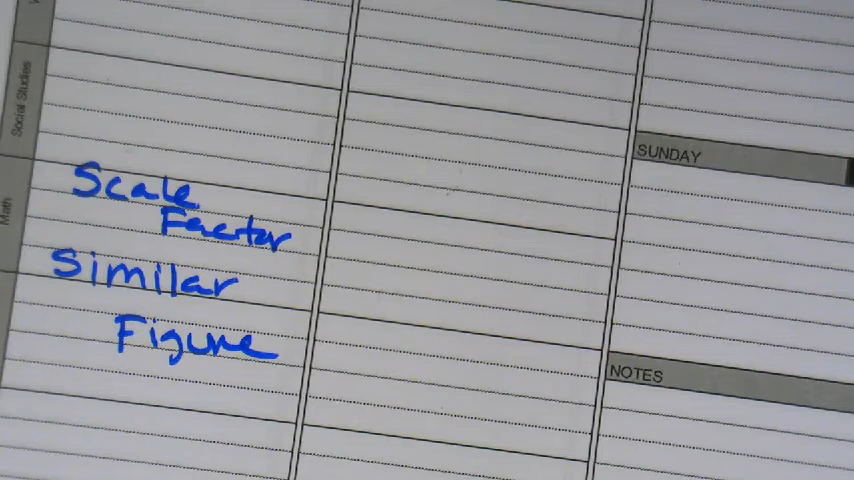 Social Studies
Math
Scale
Factor
Similar
Figure
SUNDAY
NOTES